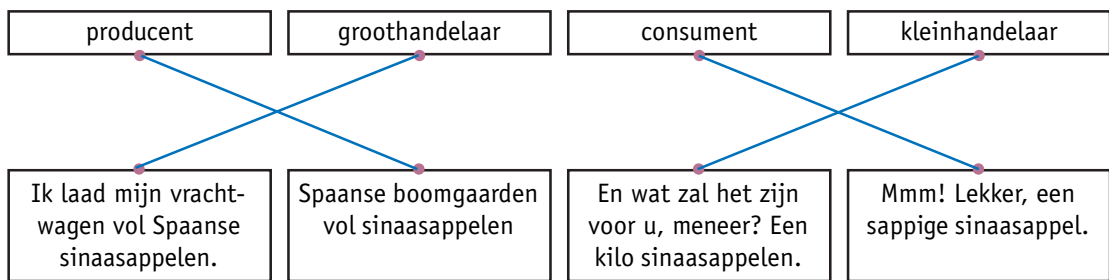 producent
groothandelaar
consument
kleinhandelaar
Ik laad mijn vracht-
wagen vol Spaanse
sinaasappelen.
Spaanse boomgaarden
vol sinaasappelen
En wat zal het zijn
voor u, meneer? Een
kilo sinaasappelen.
Mmm! Lekker, een
sappige sinaasappel.